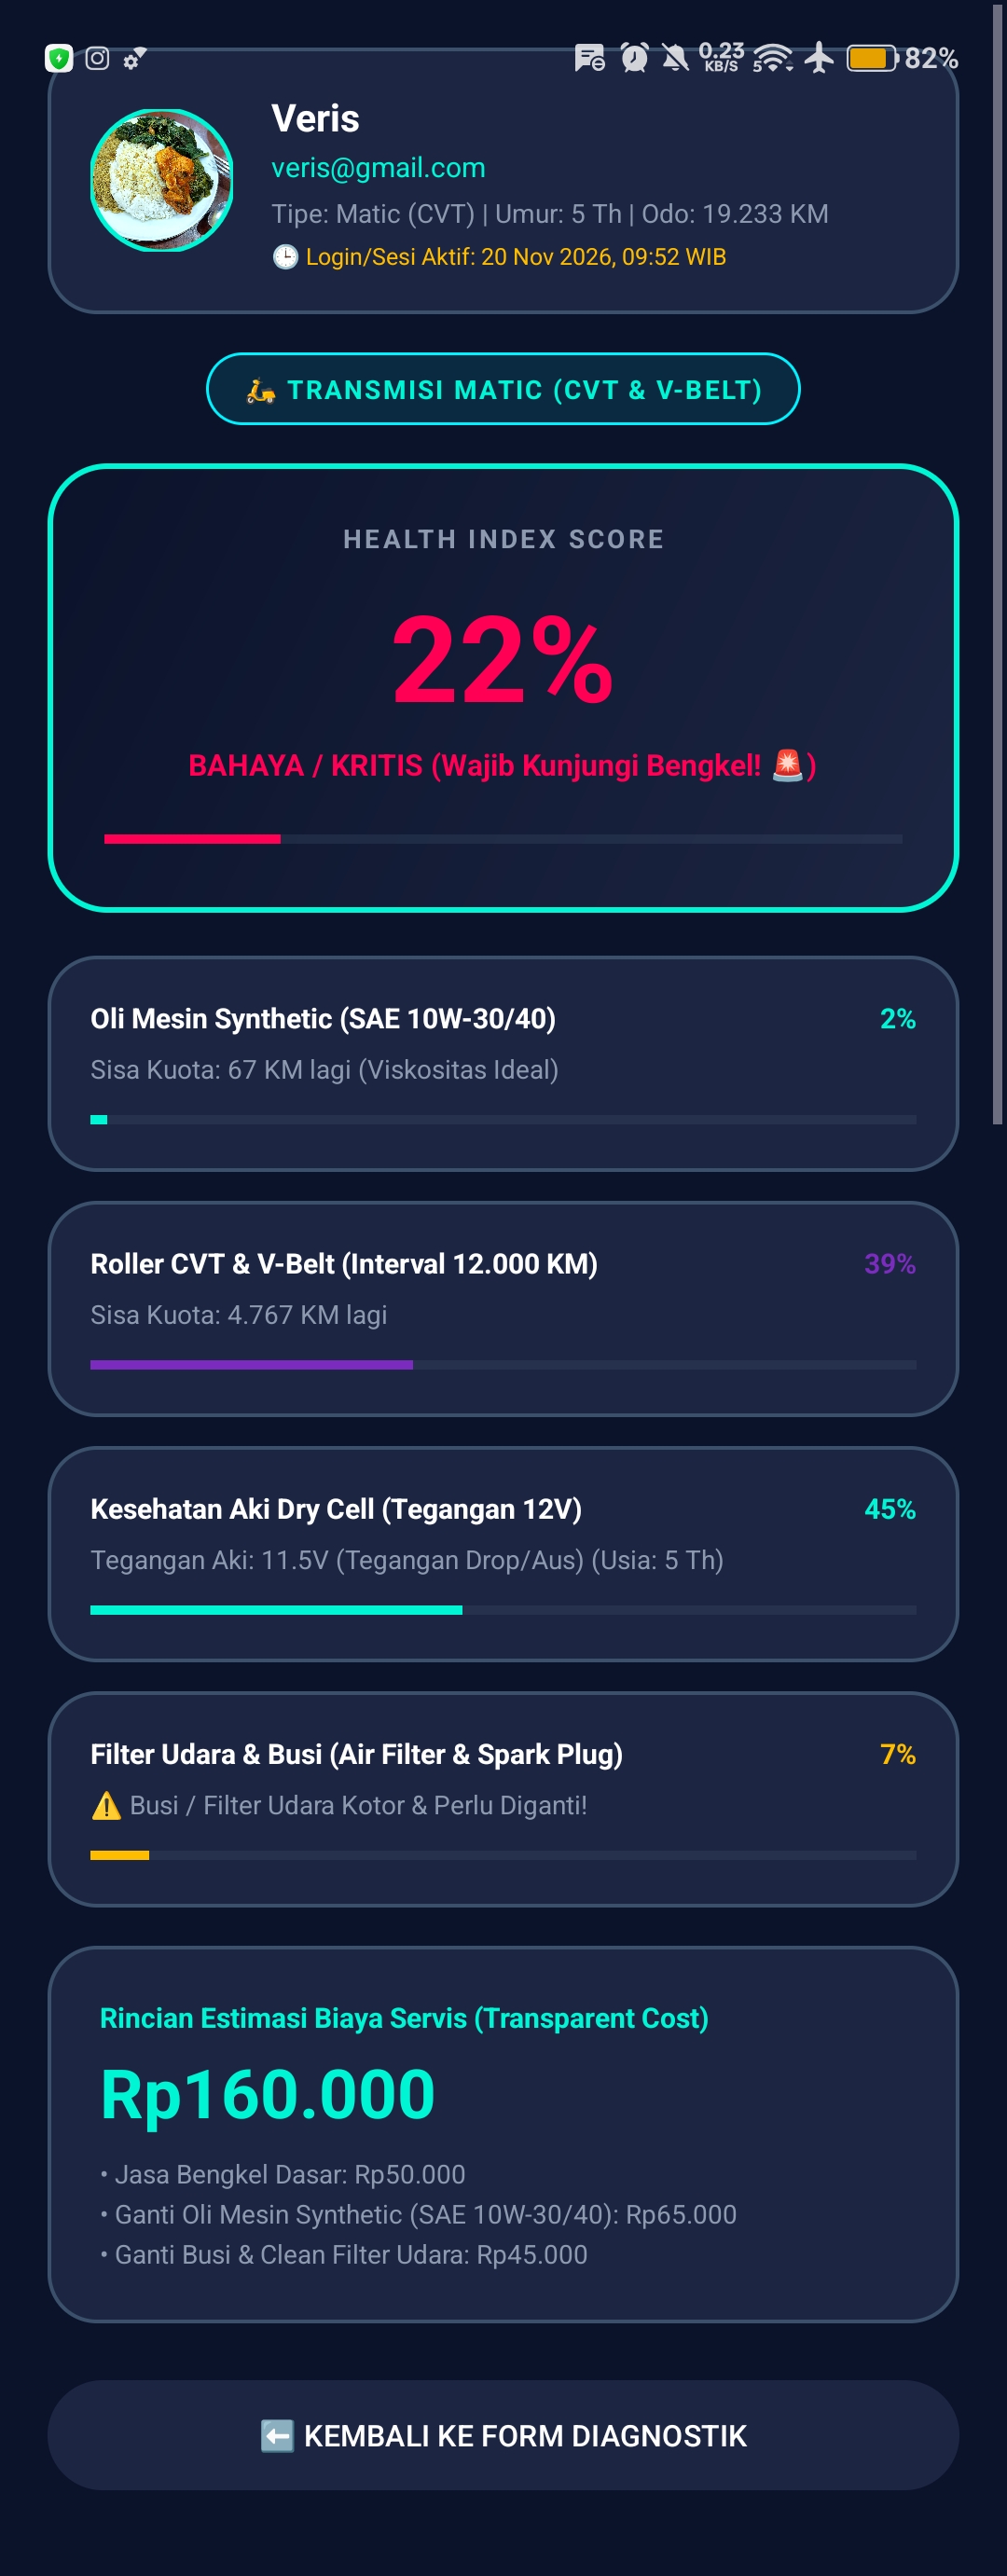 0.23
KB/S
5
82%
Veris
veris@gmail.com
Tipe: Matic (CVT) | Umur: 5 Th | Odo: 19.233 KM
🕒 Login/Sesi Aktif: 20 Nov 2026, 09:52 WIB
🛵 TRANSMISI MATIC (CVT & V-BELT)
HEALTH INDEX SCORE
22%
BAHAYA / KRITIS (Wajib Kunjungi Bengkel! 🚨)
Oli Mesin Synthetic (SAE 10W-30/40) 2%
Sisa Kuota: 67 KM lagi (Viskositas Ideal)
Roller CVT & V-Belt (Interval 12.000 KM) 39%
Sisa Kuota: 4.767 KM lagi
Kesehatan Aki Dry Cell (Tegangan 12V) 45%
Tegangan Aki: 11.5V (Tegangan Drop/Aus) (Usia: 5 Th)
Filter Udara & Busi (Air Filter & Spark Plug) 7%
⚠️ Busi / Filter Udara Kotor & Perlu Diganti!
Rincian Estimasi Biaya Servis (Transparent Cost)
Rp160.000
• Jasa Bengkel Dasar: Rp50.000
• Ganti Oli Mesin Synthetic (SAE 10W-30/40): Rp65.000
• Ganti Busi & Clean Filter Udara: Rp45.000
⬅️ KEMBALI KE FORM DIAGNOSTIK